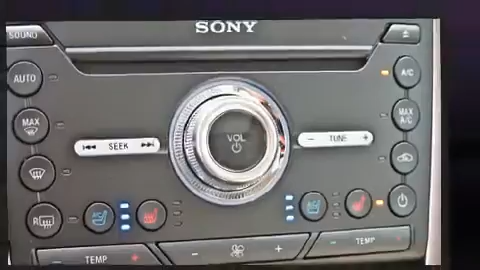 SOUND
SONY
AUTO
A/C
MAX
MAX A/C
VOL
SEEK
− TUNE +
R
TEMP
− +
TEMP